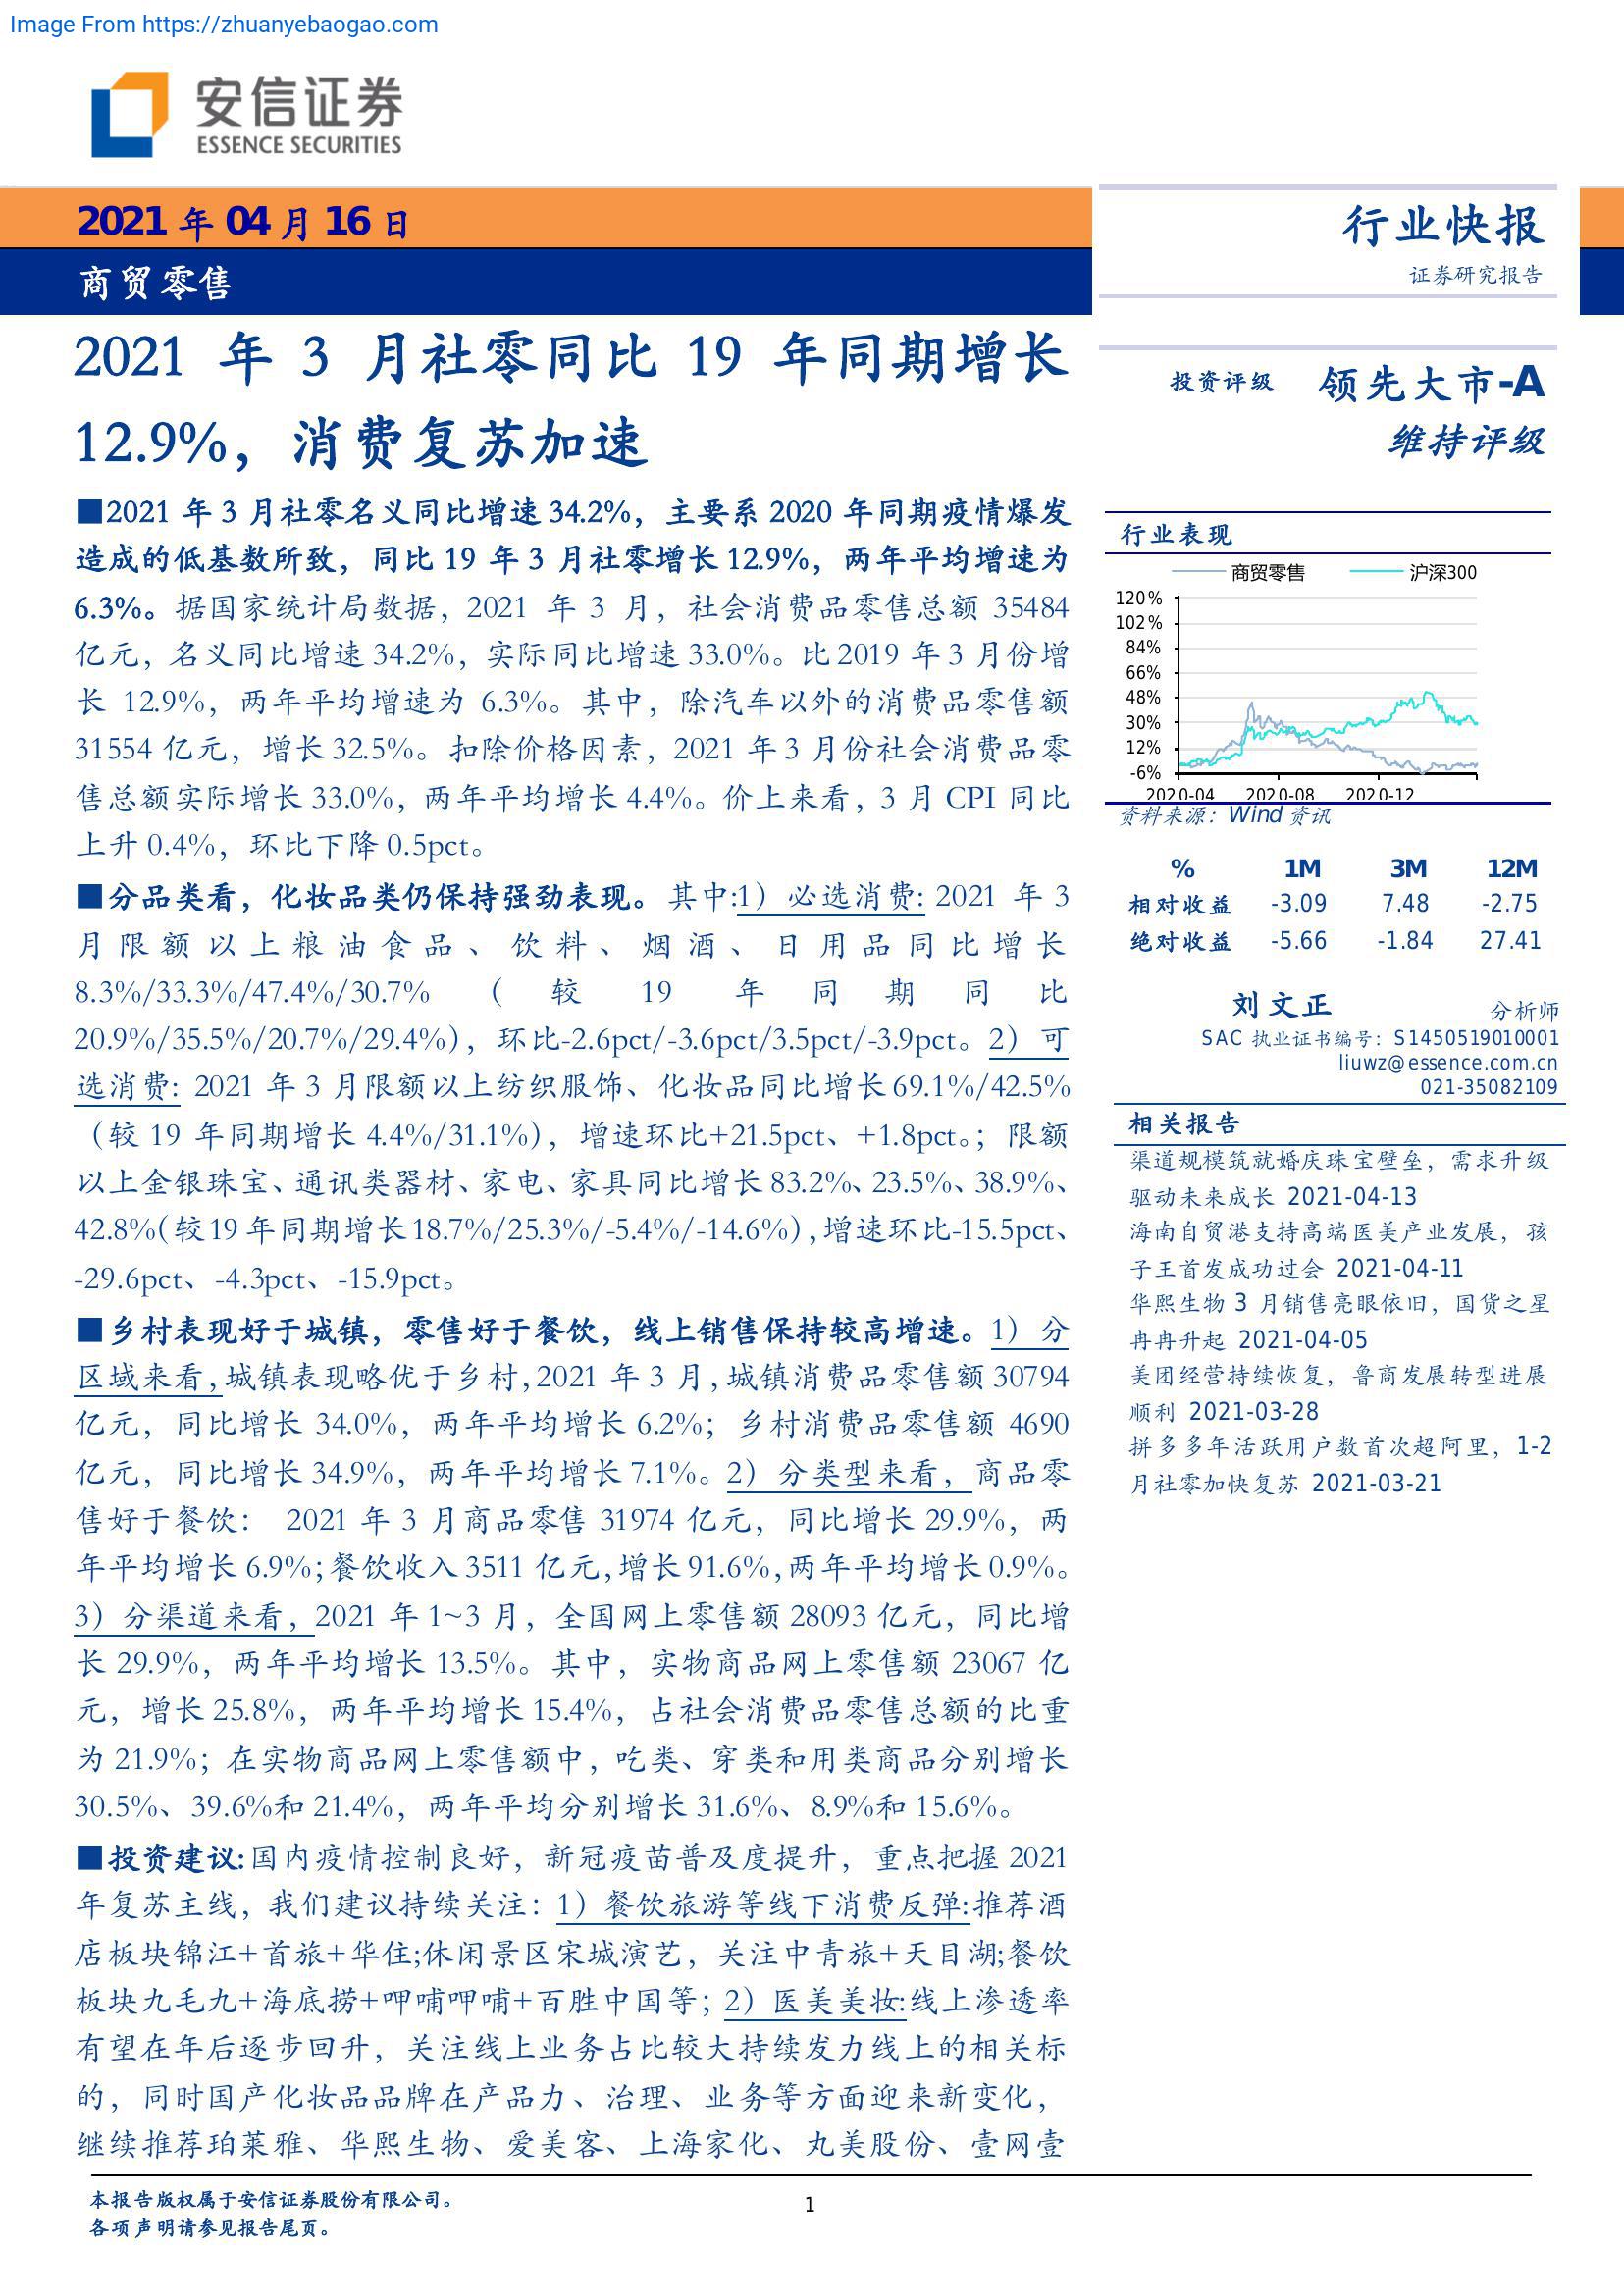 Image From https://zhuanyebaogao.com
安信证券
ESSENCE SECURITIES
2021 年 04 月 16 日
商贸零售
行业快报
证券研究报告
2021 年 3 月社零同比 19 年同期增长
12.9%，消费复苏加速
■2021 年 3 月社零名义同比增速 34.2%，主要系 2020 年同期疫情爆发
造成的低基数所致，同比 19 年 3 月社零增长 12.9%，两年平均增速为
6.3%。据国家统计局数据，2021 年 3 月，社会消费品零售总额 35484
亿元，名义同比增速 34.2%，实际同比增速 33.0%。比 2019 年 3 月份增
长 12.9%，两年平均增速为 6.3%。其中，除汽车以外的消费品零售额
31554 亿元，增长 32.5%。扣除价格因素，2021 年 3 月份社会消费品零
售总额实际增长 33.0%，两年平均增长 4.4%。价上来看，3 月 CPI 同比
上升 0.4%，环比下降 0.5pct。
■分品类看，化妆品类仍保持强劲表现。其中:1）必选消费: 2021 年 3
月限额以上粮油食品、饮料、烟酒、日用品同比增长
8.3%/33.3%/47.4%/30.7% （较 19 年同期同比
20.9%/35.5%/20.7%/29.4%），环比-2.6pct/-3.6pct/3.5pct/-3.9pct。2）可
选消费: 2021 年 3 月限额以上纺织服饰、化妆品同比增长 69.1%/42.5%
（较 19 年同期增长 4.4%/31.1%），增速环比+21.5pct、+1.8pct。；限额
以上金银珠宝、通讯类器材、家电、家具同比增长 83.2%、23.5%、38.9%、
42.8%（较 19 年同期增长 18.7%/25.3%/-5.4%/-14.6%），增速环比-15.5pct、
-29.6pct、-4.3pct、-15.9pct。
■乡村表现好于城镇，零售好于餐饮，线上销售保持较高增速。1）分
区域来看，城镇表现略优于乡村，2021 年 3 月，城镇消费品零售额 30794
亿元，同比增长 34.0%，两年平均增长 6.2%；乡村消费品零售额 4690
亿元，同比增长 34.9%，两年平均增长 7.1%。2）分类型来看，商品零
售好于餐饮： 2021 年 3 月商品零售 31974 亿元，同比增长 29.9%，两
年平均增长 6.9%；餐饮收入 3511 亿元，增长 91.6%，两年平均增长 0.9%。
3）分渠道来看，2021 年 1~3 月，全国网上零售额 28093 亿元，同比增
长 29.9%，两年平均增长 13.5%。其中，实物商品网上零售额 23067 亿
元，增长 25.8%，两年平均增长 15.4%，占社会消费品零售总额的比重
为 21.9%；在实物商品网上零售额中，吃类、穿类和用类商品分别增长
30.5%、39.6%和 21.4%，两年平均分别增长 31.6%、8.9%和 15.6%。
■投资建议:国内疫情控制良好，新冠疫苗普及度提升，重点把握 2021
年复苏主线，我们建议持续关注：1）餐饮旅游等线下消费反弹:推荐酒
店板块锦江+首旅+华住;休闲景区宋城演艺，关注中青旅+天目湖;餐饮
板块九毛九+海底捞+呷哺呷哺+百胜中国等；2）医美美妆:线上渗透率
有望在年后逐步回升，关注线上业务占比较大持续发力线上的相关标
的，同时国产化妆品品牌在产品力、治理、业务等方面迎来新变化，
继续推荐珀莱雅、华熙生物、爱美客、上海家化、丸美股份、壹网壹
投资评级 领先大市-A
维持评级
行业表现
商贸零售 沪深300
120%
102%
84%
66%
48%
30%
12%
-6%
2020-04 2020-08 2020-12
资料来源：Wind 资讯
% 1M 3M 12M
相对收益 -3.09 7.48 -2.75
绝对收益 -5.66 -1.84 27.41
刘文正 分析师
SAC 执业证书编号：S1450519010001
liuwz@essence.com.cn
021-35082109
相关报告
渠道规模筑就婚庆珠宝壁垒，需求升级
驱动未来成长 2021-04-13
海南自贸港支持高端医美产业发展，孩
子王首发成功过会 2021-04-11
华熙生物 3 月销售亮眼依旧，国货之星
冉冉升起 2021-04-05
美团经营持续恢复，鲁商发展转型进展
顺利 2021-03-28
拼多多年活跃用户数首次超阿里，1-2
月社零加快复苏 2021-03-21
本报告版权属于安信证券股份有限公司。
各项声明请参见报告尾页。
1